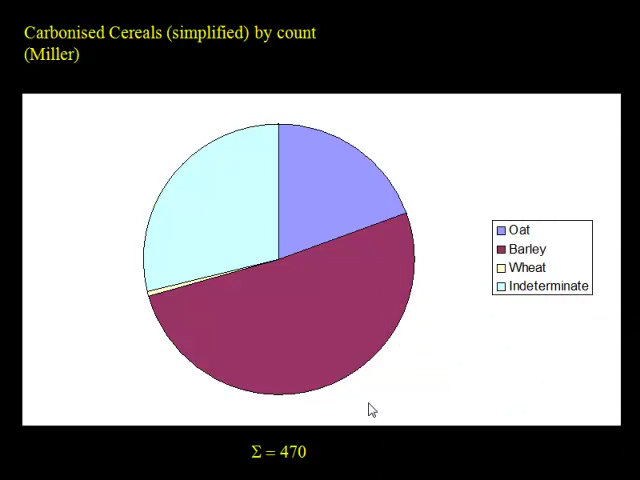 Carbonised Cereals (simplified) by count
(Miller)
Oat
Barley
Wheat
Indeterminate
Σ = 470